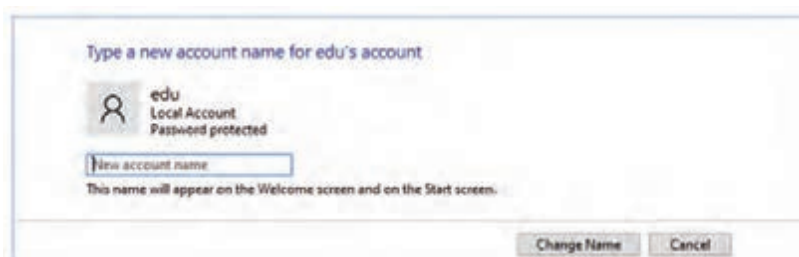 Type a new account name for edu's account
edu
Local Account
Password protected
New account name
This name will appear on the Welcome screen and on the Start screen.
Change Name Cancel